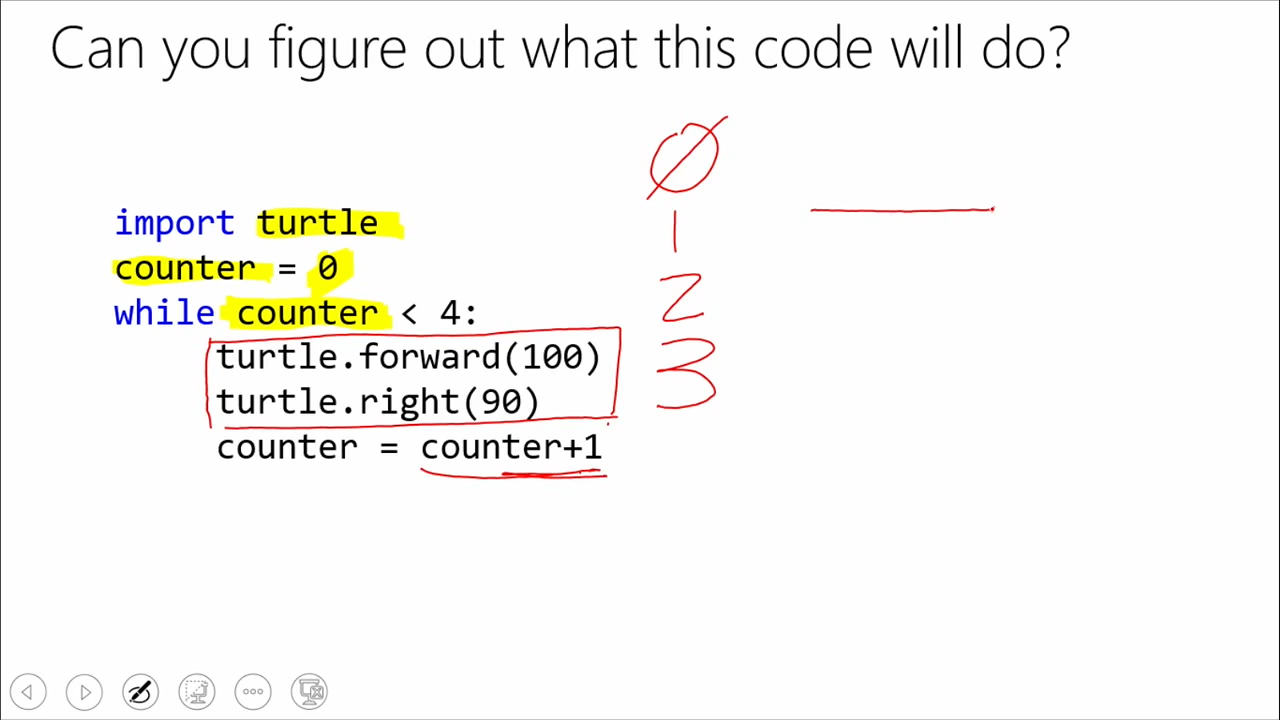 Can you figure out what this code will do?
import turtle
counter = 0
while counter < 4:
turtle.forward(100)
turtle.right(90)
counter = counter+1
0
1
2
3